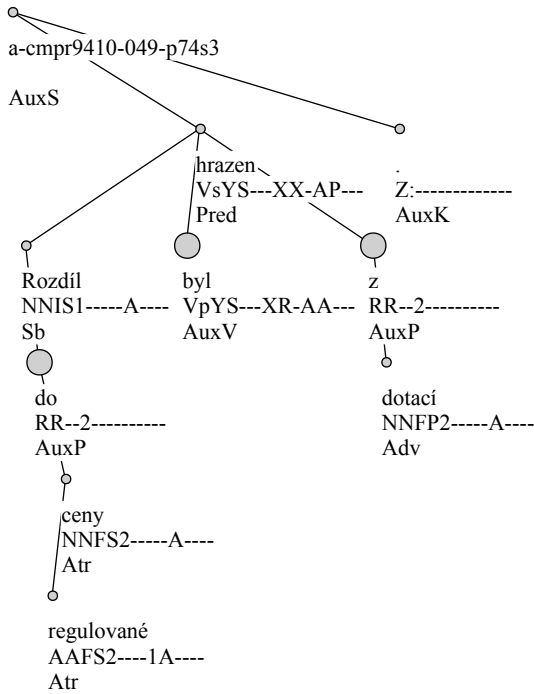 a-cmpr9410-049-p74s3
AuxS
hrazen
VsYS---XX-AP---
Pred
.
Z:-------------
AuxK
Rozdíl
NNIS1-----A----
Sb
byl
VpYS---XR-AA---
AuxV
z
RR--2----------
AuxP
do
RR--2----------
AuxP
dotací
NNFP2-----A----
Adv
ceny
NNFS2-----A----
Atr
regulované
AAFS2----1A----
Atr